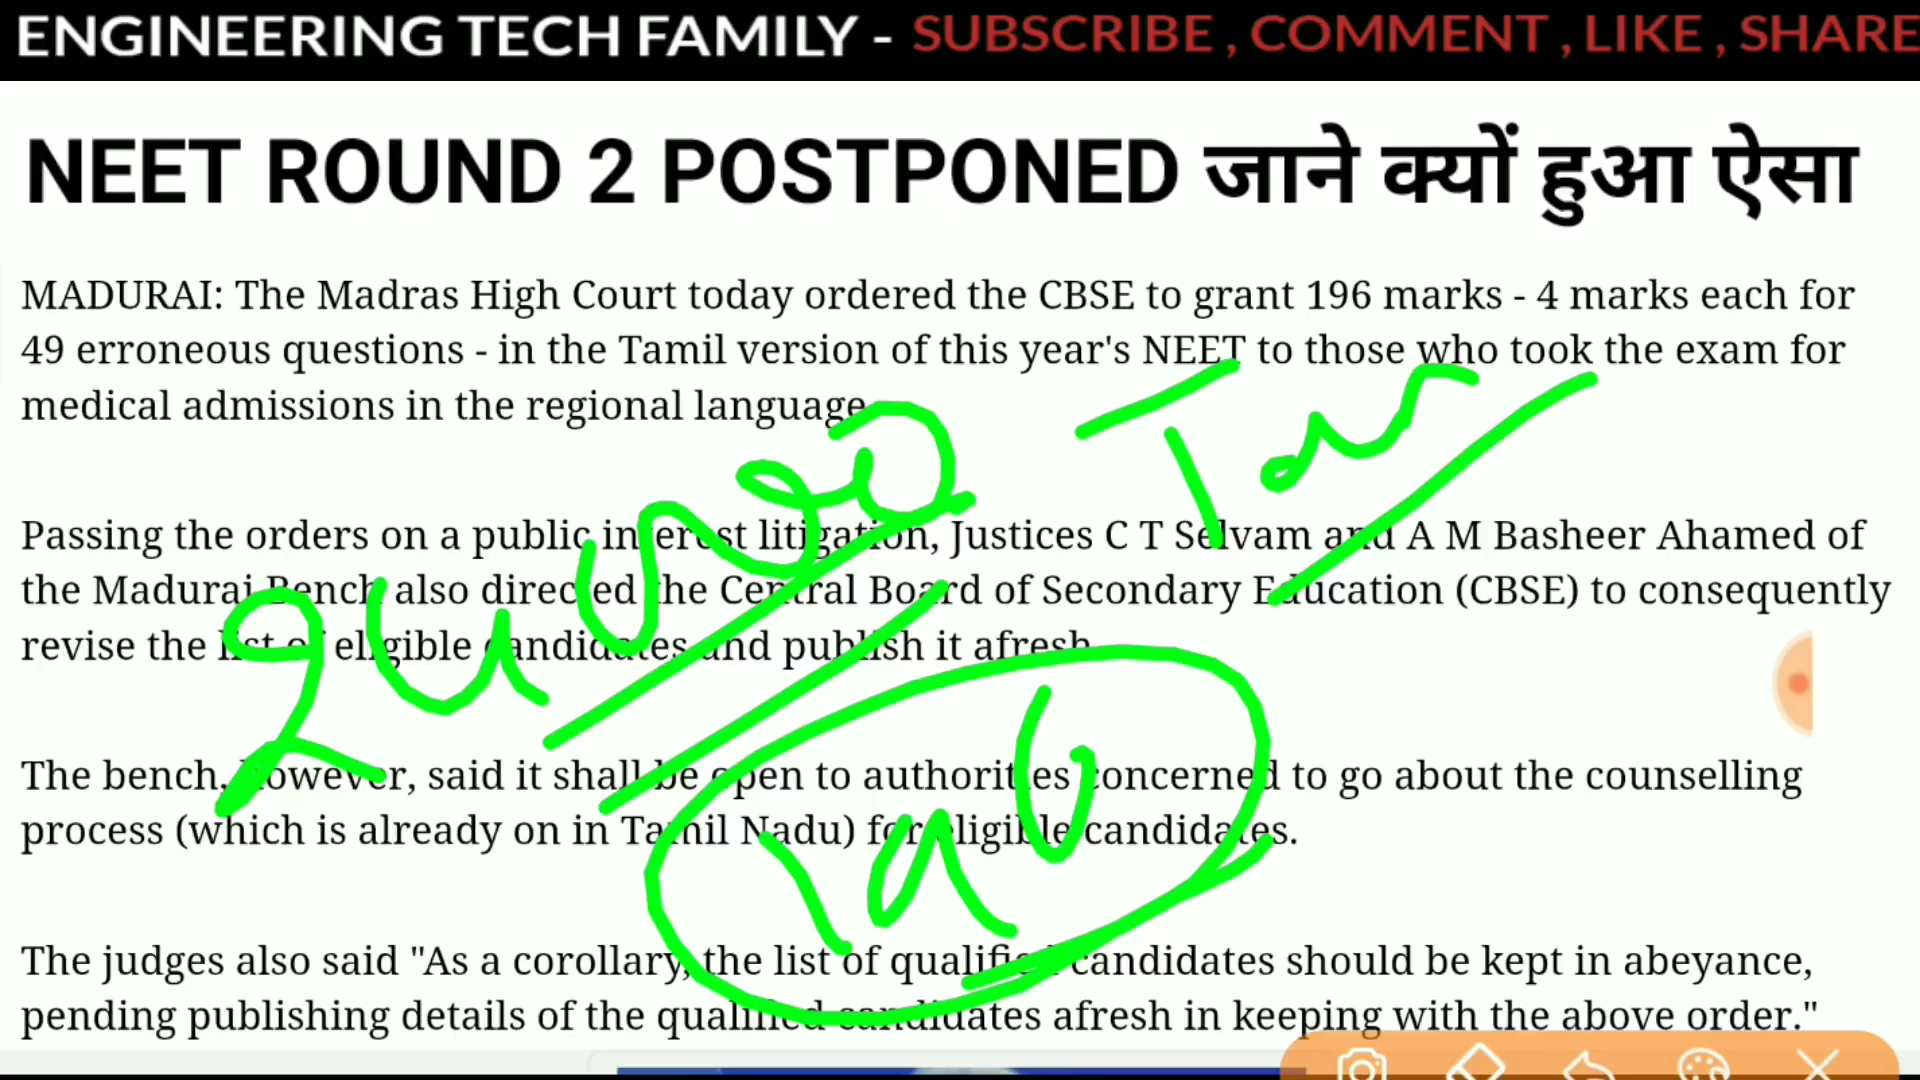 ENGINEERING TECH FAMILY - SUBSCRIBE , COMMENT , LIKE , SHARE
NEET ROUND 2 POSTPONED जाने क्यों हुआ ऐसा
MADURAI: The Madras High Court today ordered the CBSE to grant 196 marks - 4 marks each for
49 erroneous questions - in the Tamil version of this year's NEET to those who took the exam for
medical admissions in the regional language
Passing the orders on a public interest litigation, Justices C T Selvam and A M Basheer Ahamed of
the Madurai Bench also directed the Central Board of Secondary Education (CBSE) to consequently
revise the list of eligible candidates and publish it afresh
The bench, however, said it shall be open to authorities concerned to go about the counselling
process (which is already on in Tamil Nadu) for eligible candidates.
The judges also said "As a corollary, the list of qualified candidates should be kept in abeyance,
pending publishing details of the qualified candidates afresh in keeping with the above order."